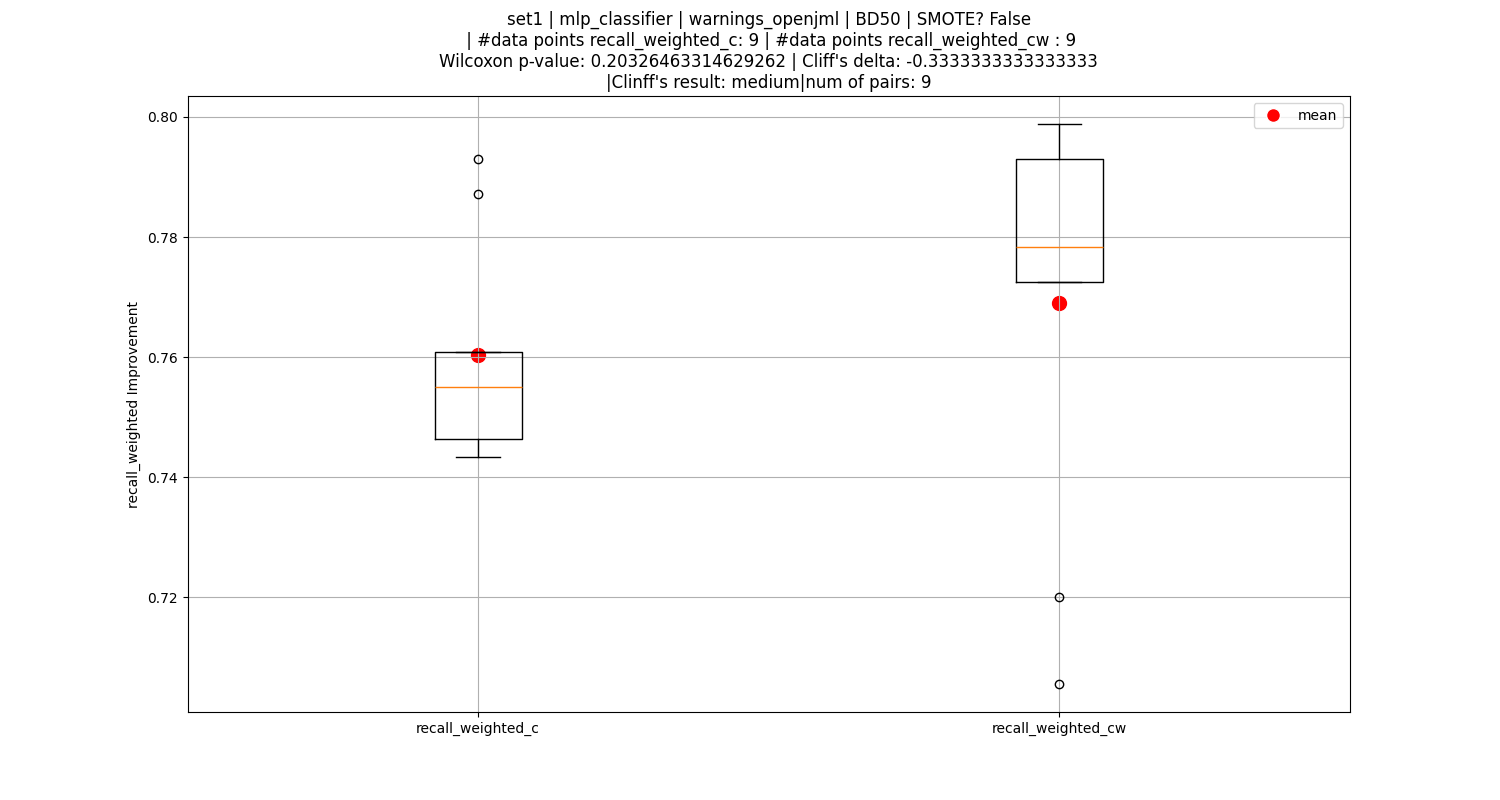 set1 | mlp_classifier | warnings_openjml | BD50 | SMOTE? False
| #data points recall_weighted_c: 9 | #data points recall_weighted_cw : 9
Wilcoxon p-value: 0.20326463314629262 | Cliff's delta: -0.3333333333333333
|Clinff's result: medium|num of pairs: 9
mean
0.80
0.78
0.76
0.74
0.72
recall_weighted Improvement
recall_weighted_c
recall_weighted_cw